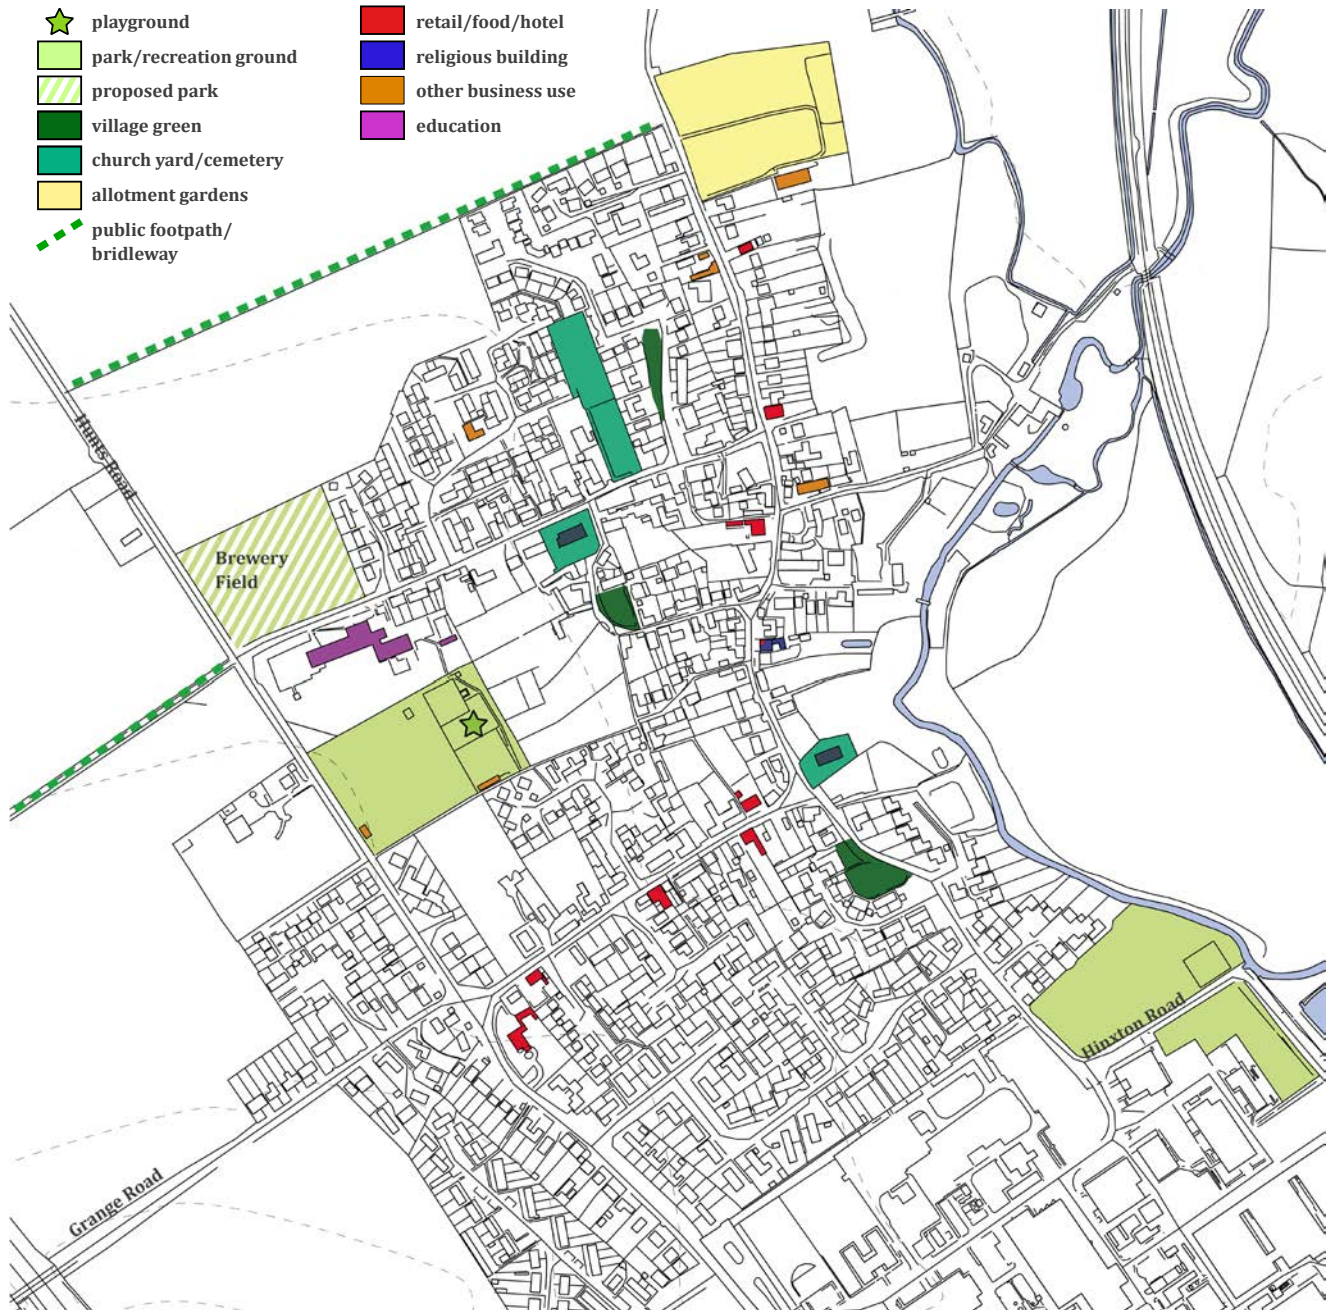 playground
park/recreation ground
proposed park
village green
church yard/cemetery
allotment gardens
public footpath/
bridleway
retail/food/hotel
religious building
other business use
education
Hunts Road
Brewery
Field
Hinxton Road
Grange Road